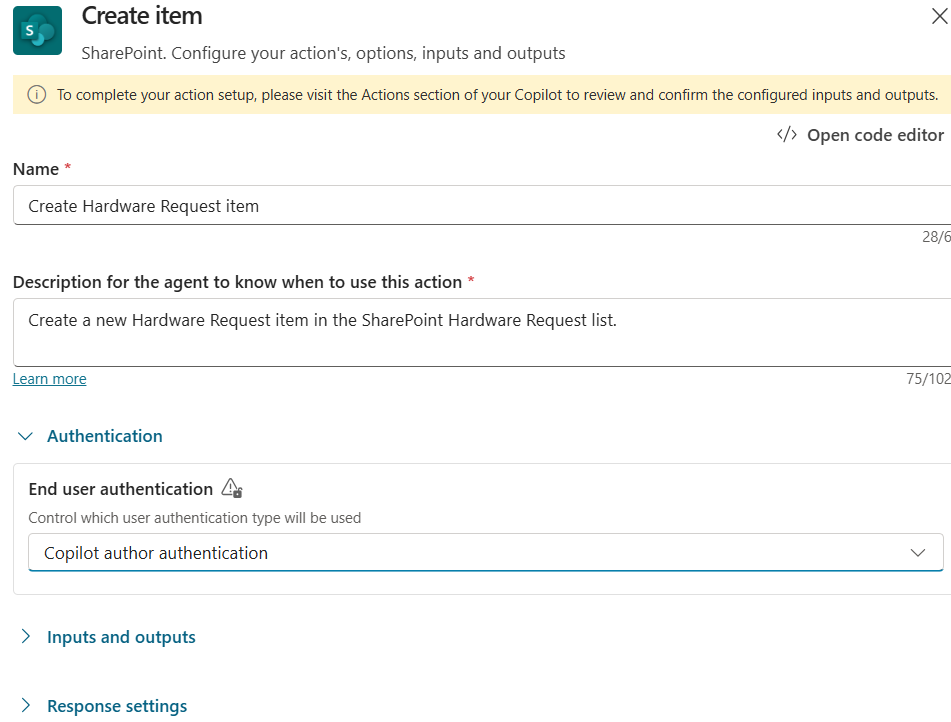 Create item
SharePoint. Configure your action's, options, inputs and outputs
To complete your action setup, please visit the Actions section of your Copilot to review and confirm the configured inputs and outputs.
</> Open code editor
Name *
Create Hardware Request item
28/6
Description for the agent to know when to use this action *
Create a new Hardware Request item in the SharePoint Hardware Request list.
Learn more
75/102
Authentication
End user authentication
Control which user authentication type will be used
Copilot author authentication
Inputs and outputs
Response settings